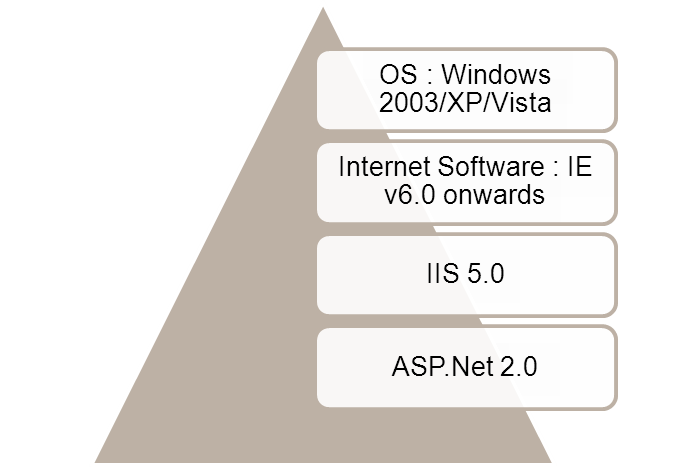 OS : Windows
2003/XP/Vista
Internet Software : IE
v6.0 onwards
IIS 5.0
ASP.Net 2.0